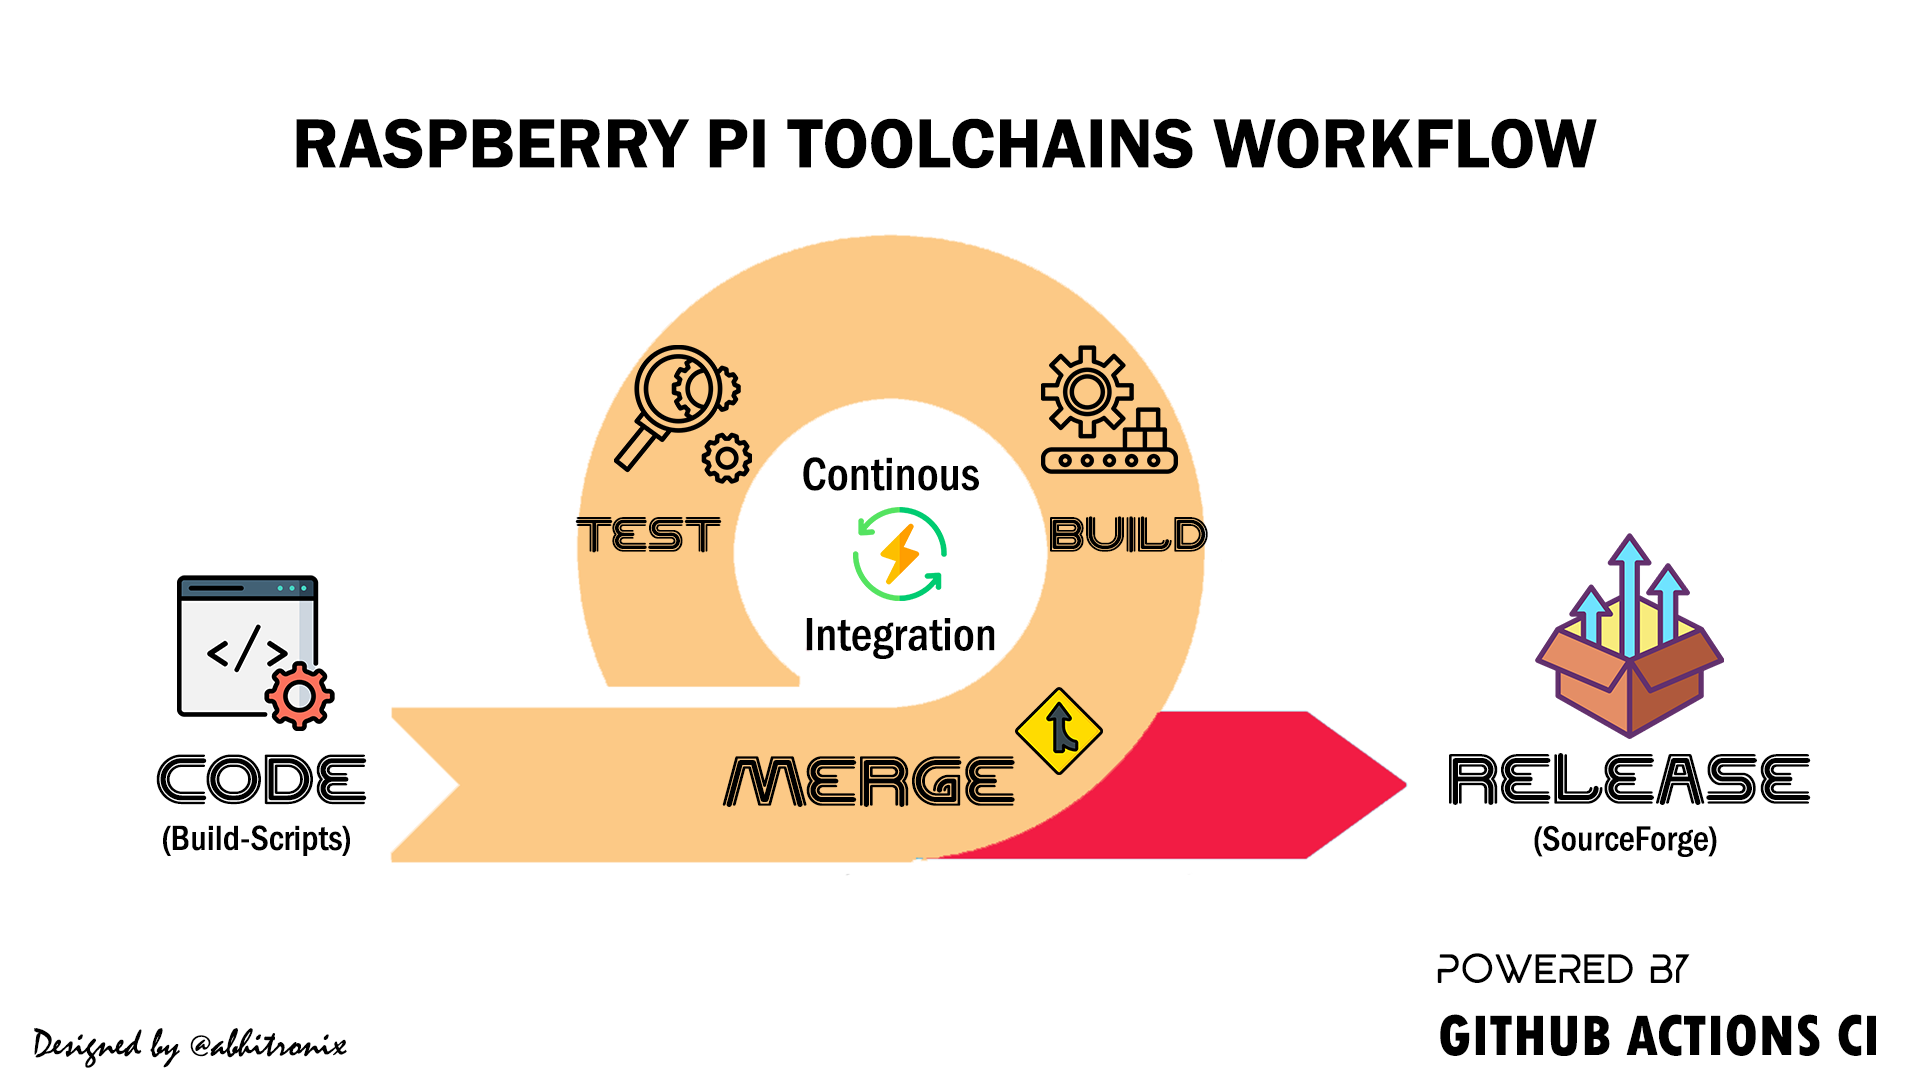 RASPBERRY PI TOOLCHAINS WORKFLOW
TEST
BUILD
Continous
Integration
</>
CODE
(Build-Scripts)
MERGE
RELEASE
(SourceForge)
POWERED BY
GITHUB ACTIONS CI
Designed by @abhitronix